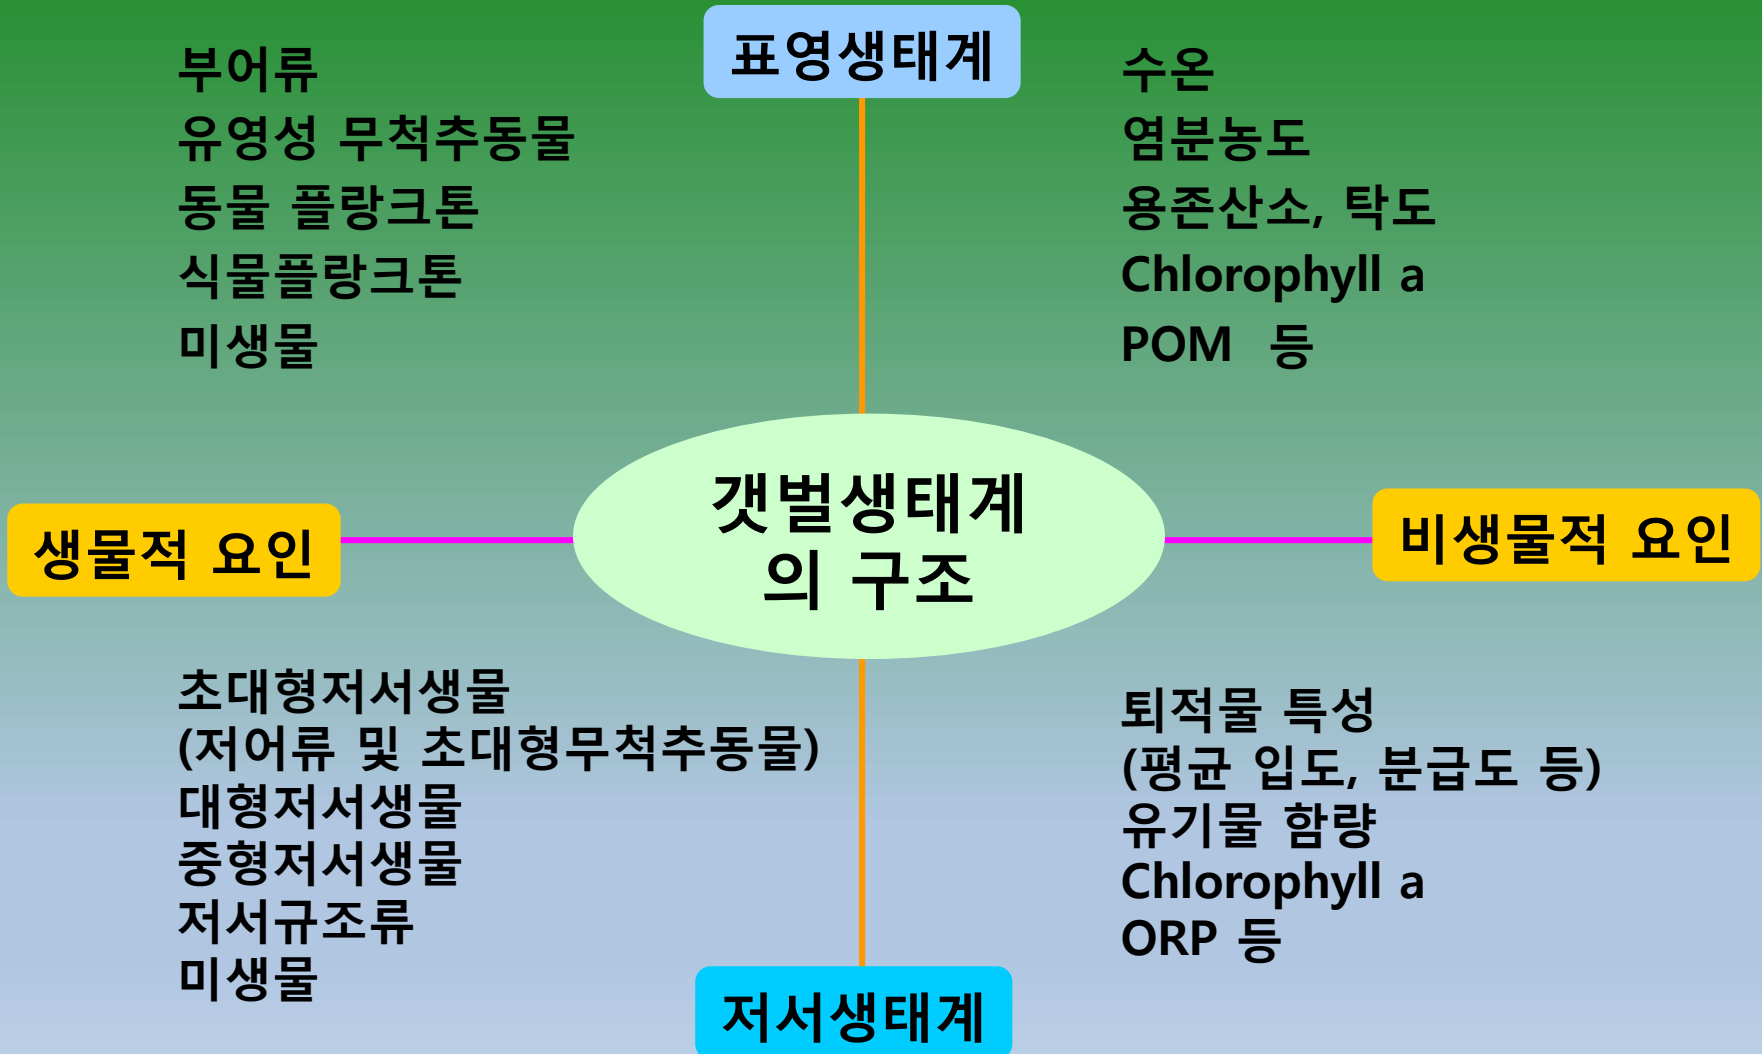 표영생태계
부어류
유영성 무척추동물
동물 플랑크톤
식물플랑크톤
미생물
수온
염분농도
용존산소, 탁도
Chlorophyll a
POM 등
갯벌생태계
의 구조
생물적 요인
비생물적 요인
초대형저서생물
(저어류 및 초대형무척추동물)
대형저서생물
중형저서생물
저서규조류
미생물
퇴적물 특성
(평균 입도, 분급도 등)
유기물 함량
Chlorophyll a
ORP 등
저서생태계